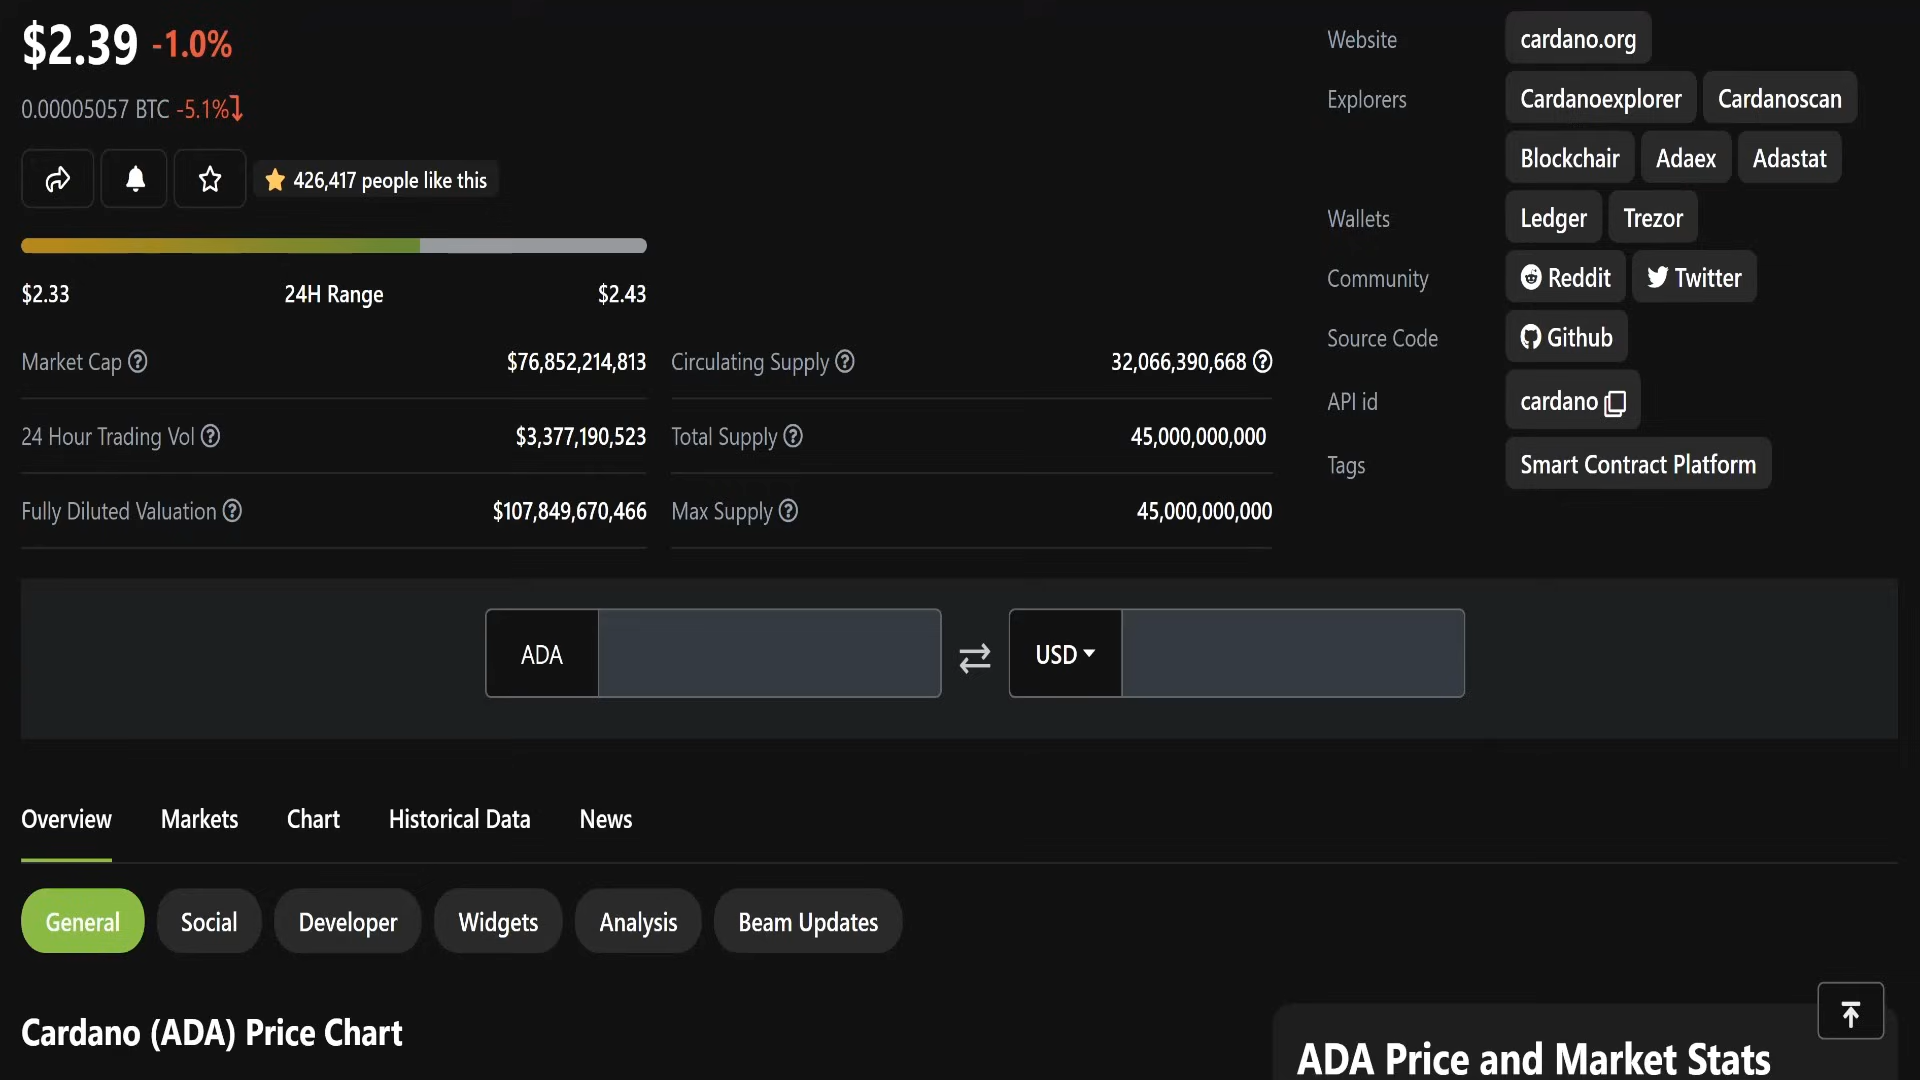 $2.39 -1.0%
0.00005057 BTC -5.1%
426,417 people like this
$2.33 24H Range $2.43
Market Cap $76,852,214,813
Circulating Supply 32,066,390,668
24 Hour Trading Vol $3,377,190,523
Total Supply 45,000,000,000
Fully Diluted Valuation $107,849,670,466
Max Supply 45,000,000,000
Website cardano.org
Explorers Cardanoexplorer Cardanoscan
Blockchair Adaex Adastat
Wallets Ledger Trezor
Community Reddit Twitter
Source Code Github
API id cardano
Tags Smart Contract Platform
ADA USD
Overview Markets Chart Historical Data News
General Social Developer Widgets Analysis Beam Updates
Cardano (ADA) Price Chart
ADA Price and Market Stats